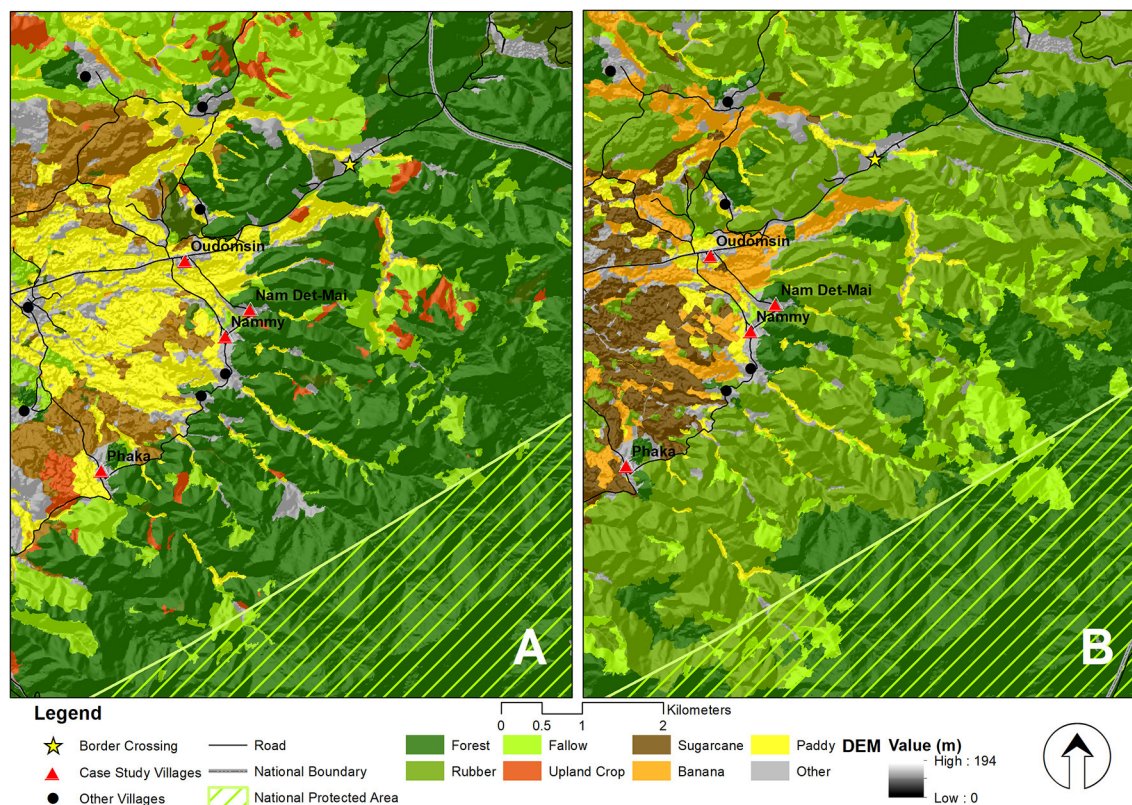 Oudomsin
Nam Det-Mai
Nammy
Phaka
A
Oudomsin
Nam Det-Mai
Nammy
Phaka
B
Legend
Border Crossing
Case Study Villages
Other Villages
Road
National Boundary
National Protected Area
0 0.5 1 2
Kilometers
Forest
Rubber
Fallow
Upland Crop
Sugarcane
Banana
Paddy
Other
DEM Value (m)
High : 194
Low : 0